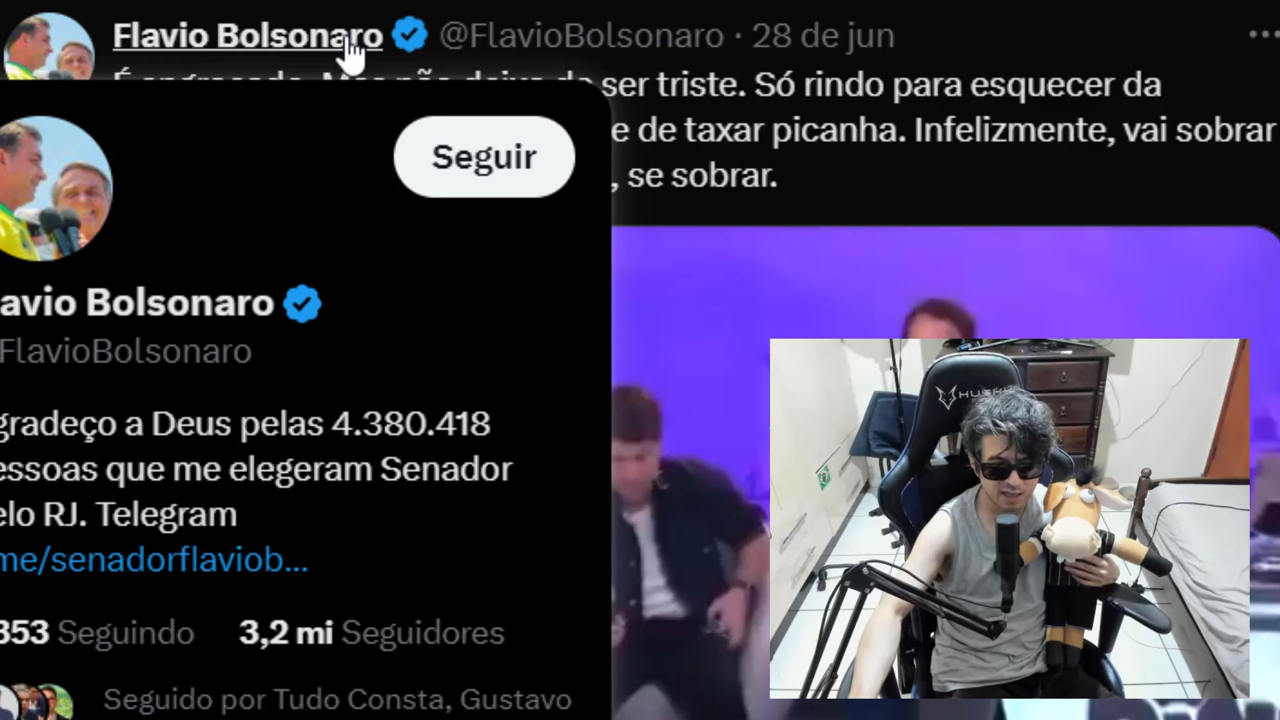 Flavio Bolsonaro @FlavioBolsonaro · 28 de jun
ser triste. Só rindo para esquecer da
e de taxar picanha. Infelizmente, vai sobrar
, se sobrar.
Seguir
avio Bolsonaro
FlavioBolsonaro
gradeço a Deus pelas 4.380.418
essoas que me elegeram Senador
elo RJ. Telegram
me/senadorflaviob...
353 Seguindo 3,2 mi Seguidores
Seguido por Tudo Consta, Gustavo